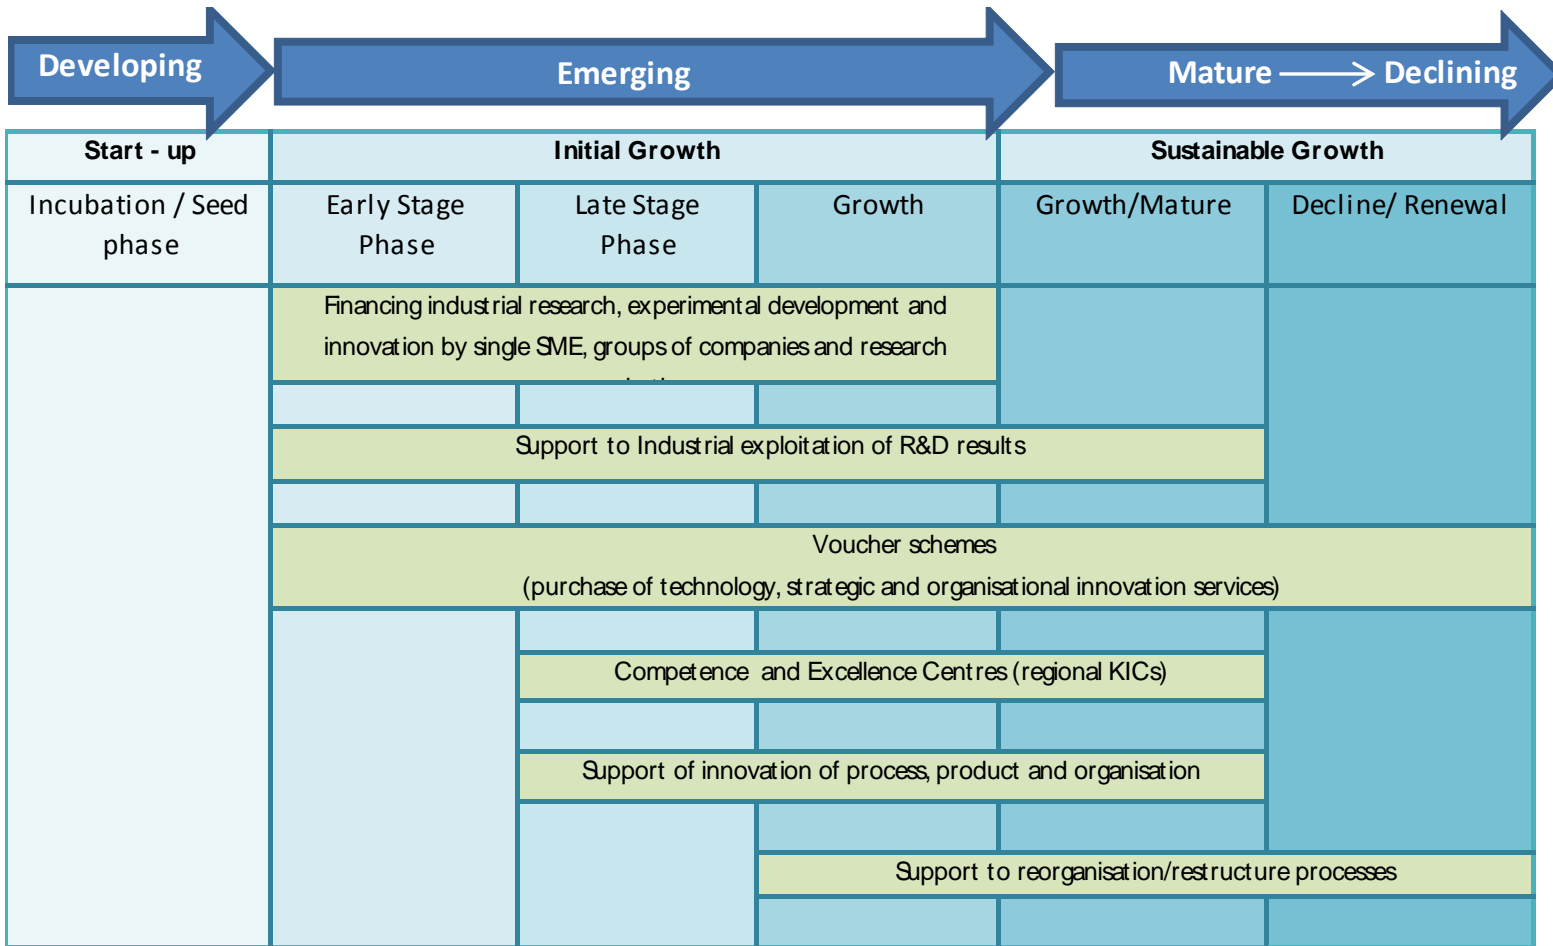 Developing
Emerging
Mature → Declining
Start - up
Initial Growth
Sustainable Growth
Incubation / Seed
phase
Early Stage
Phase
Late Stage
Phase
Growth
Growth/Mature
Decline/ Renewal
Financing industrial research, experimental development and
innovation by single SME, groups of companies and research
Support to Industrial exploitation of R&D results
Voucher schemes
(purchase of technology, strategic and organisational innovation services)
Competence and Excellence Centres (regional KICs)
Support of innovation of process, product and organisation
Support to reorganisation/restructure processes